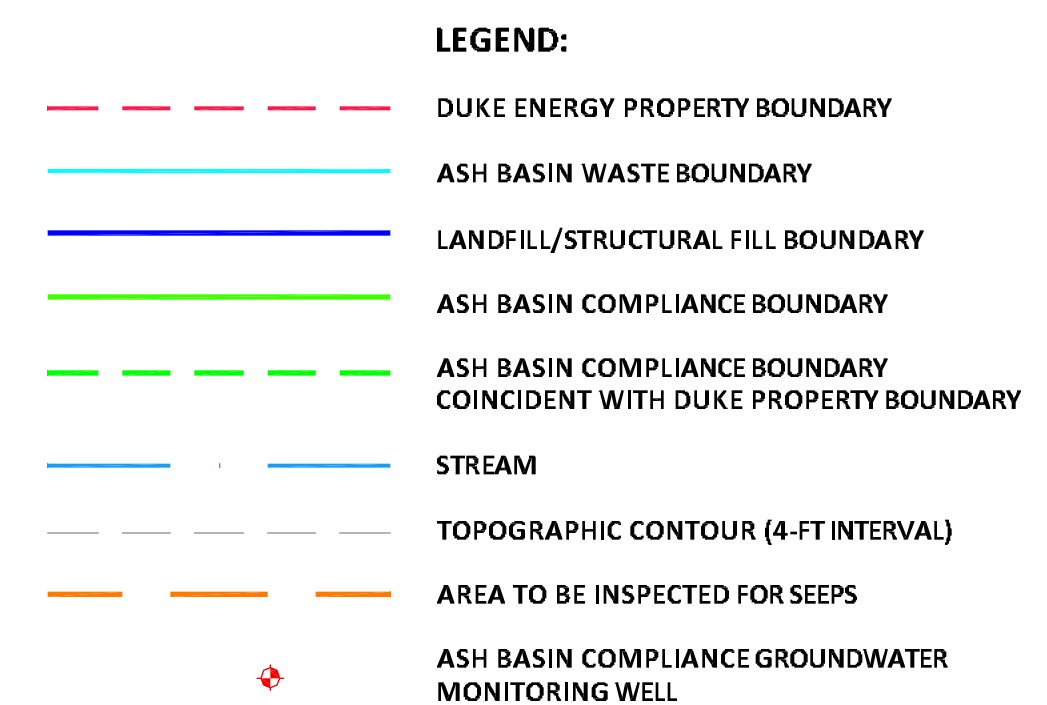 LEGEND:
DUKE ENERGY PROPERTY BOUNDARY
ASH BASIN WASTE BOUNDARY
LANDFILL/STRUCTURAL FILL BOUNDARY
ASH BASIN COMPLIANCE BOUNDARY
ASH BASIN COMPLIANCE BOUNDARY
COINCIDENT WITH DUKE PROPERTY BOUNDARY
STREAM
TOPOGRAPHIC CONTOUR (4-FT INTERVAL)
AREA TO BE INSPECTED FOR SEEPS
ASH BASIN COMPLIANCE GROUNDWATER
MONITORING WELL